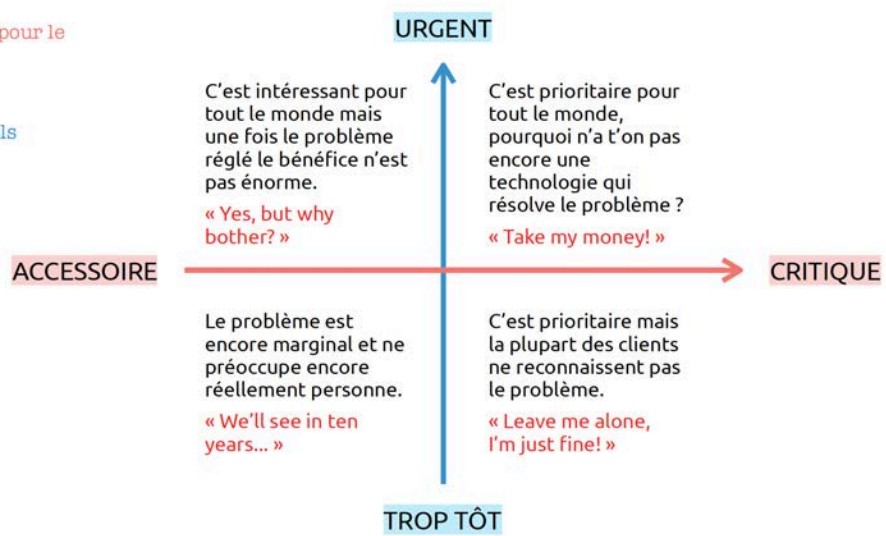 pour le
ls
URGENT
C'est intéressant pour
tout le monde mais
une fois le problème
réglé le bénéfice n'est
pas énorme.
« Yes, but why
bother? »
C'est prioritaire pour
tout le monde,
pourquoi n'a t'on pas
encore une
technologie qui
résolve le problème ?
« Take my money! »
ACCESSOIRE
CRITIQUE
Le problème est
encore marginal et ne
préoccupe encore
réellement personne.
« We'll see in ten
years... »
C'est prioritaire mais
la plupart des clients
ne reconnaissent pas
le problème.
« Leave me alone,
I'm just fine! »
TROP TÔT